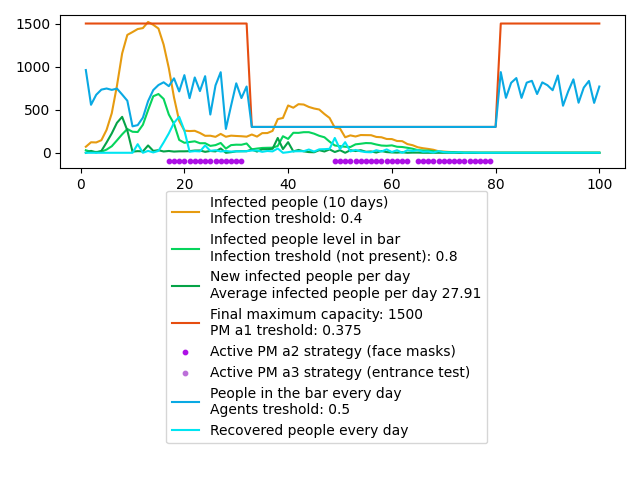 1500
1000
500
0
0 20 40 60 80 100
Infected people (10 days)
Infection treshold: 0.4
Infected people level in bar
Infection treshold (not present): 0.8
New infected people per day
Average infected people per day 27.91
Final maximum capacity: 1500
PM a1 treshold: 0.375
Active PM a2 strategy (face masks)
Active PM a3 strategy (entrance test)
People in the bar every day
Agents treshold: 0.5
Recovered people every day